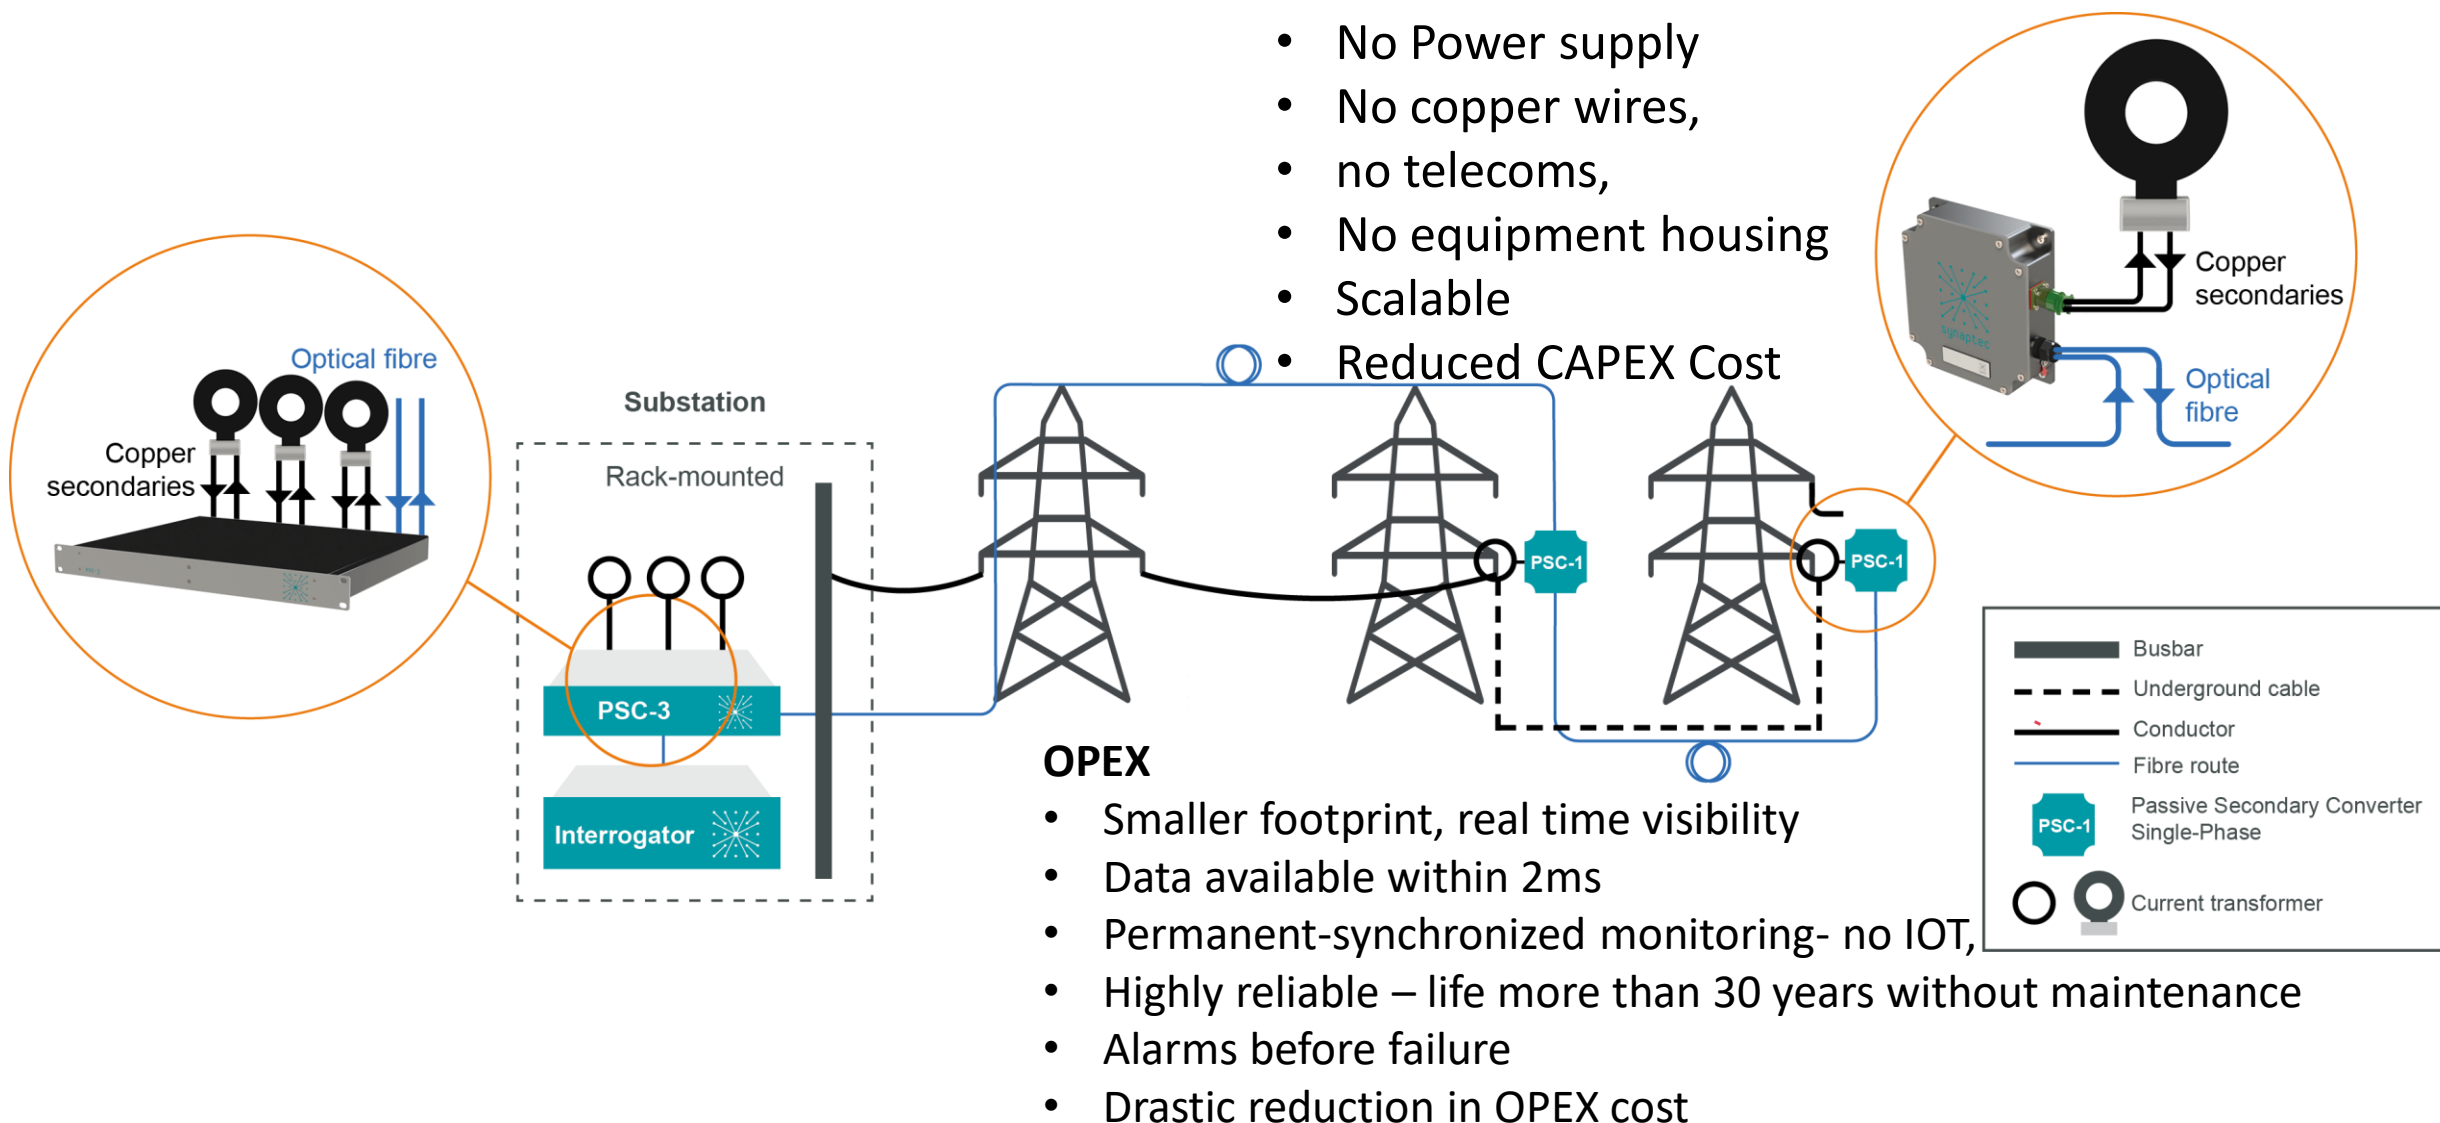 • No Power supply
• No copper wires,
• no telecoms,
• No equipment housing
• Scalable
• Reduced CAPEX Cost
Optical fibre
Copper
secondaries
Substation
Rack-mounted
PSC-3
Interrogator
PSC-1
PSC-1
synaptec
Copper
secondaries
Optical
fibre
Busbar
Underground cable
Conductor
Fibre route
PSC-1
Passive Secondary Converter
Single-Phase
Current transformer
OPEX
• Smaller footprint, real time visibility
• Data available within 2ms
• Permanent-synchronized monitoring- no IOT,
• Highly reliable – life more than 30 years without maintenance
• Alarms before failure
• Drastic reduction in OPEX cost